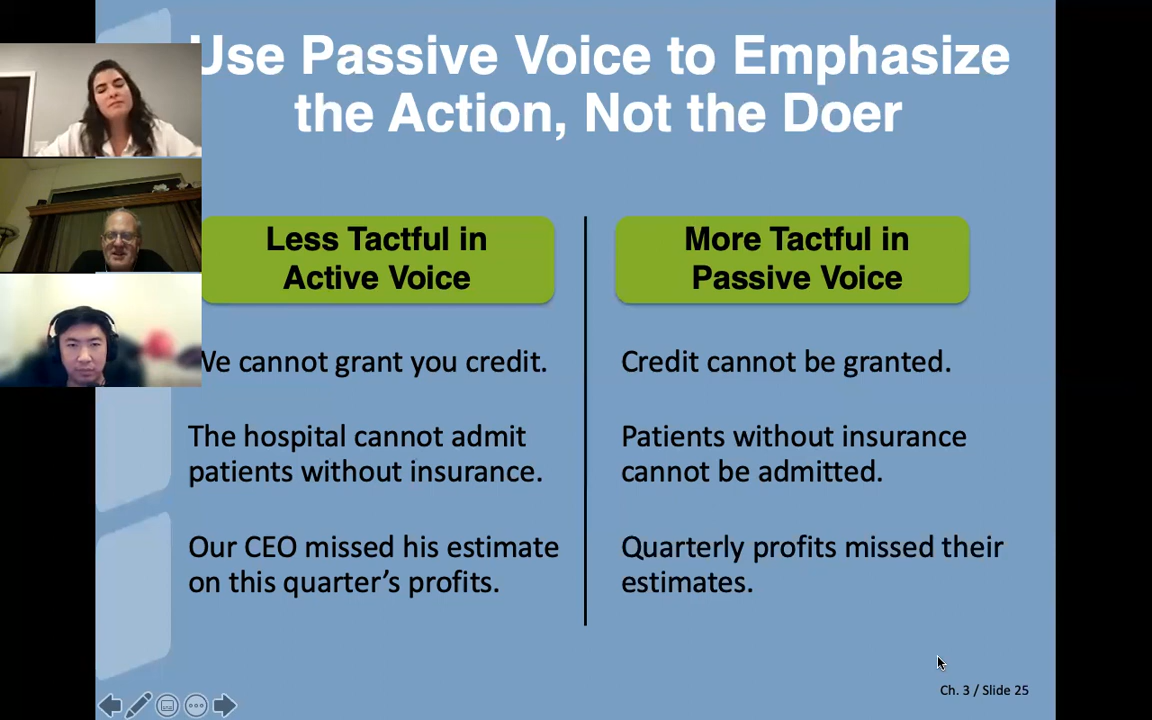 Use Passive Voice to Emphasize
the Action, Not the Doer
Less Tactful in
Active Voice
We cannot grant you credit.
The hospital cannot admit
patients without insurance.
Our CEO missed his estimate
on this quarter’s profits.
More Tactful in
Passive Voice
Credit cannot be granted.
Patients without insurance
cannot be admitted.
Quarterly profits missed their
estimates.
Ch. 3 / Slide 25